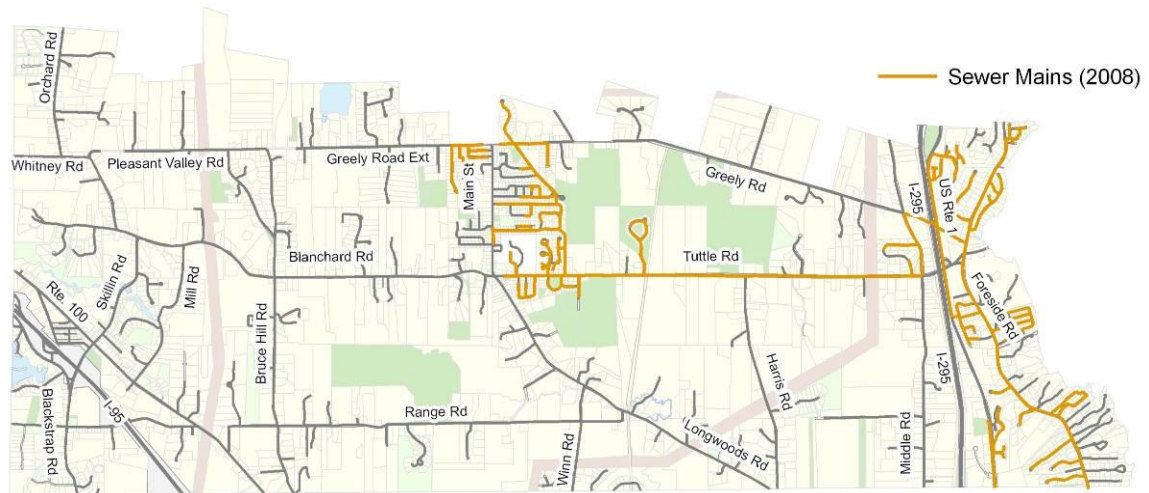 Sewer Mains (2008)
Orchard Rd
Whitney Rd
Pleasant Valley Rd
Greely Road Ext
Main St
Greely Rd
I-295
US Rte 1
Blanchard Rd
Tuttle Rd
Skillin Rd
Mill Rd
Rte. 100
Bruce Hill Rd
Foreside Rd
I-295
Harris Rd
Blackstrap Rd
I-95
Range Rd
Winn Rd
Longwoods Rd
Middle Rd